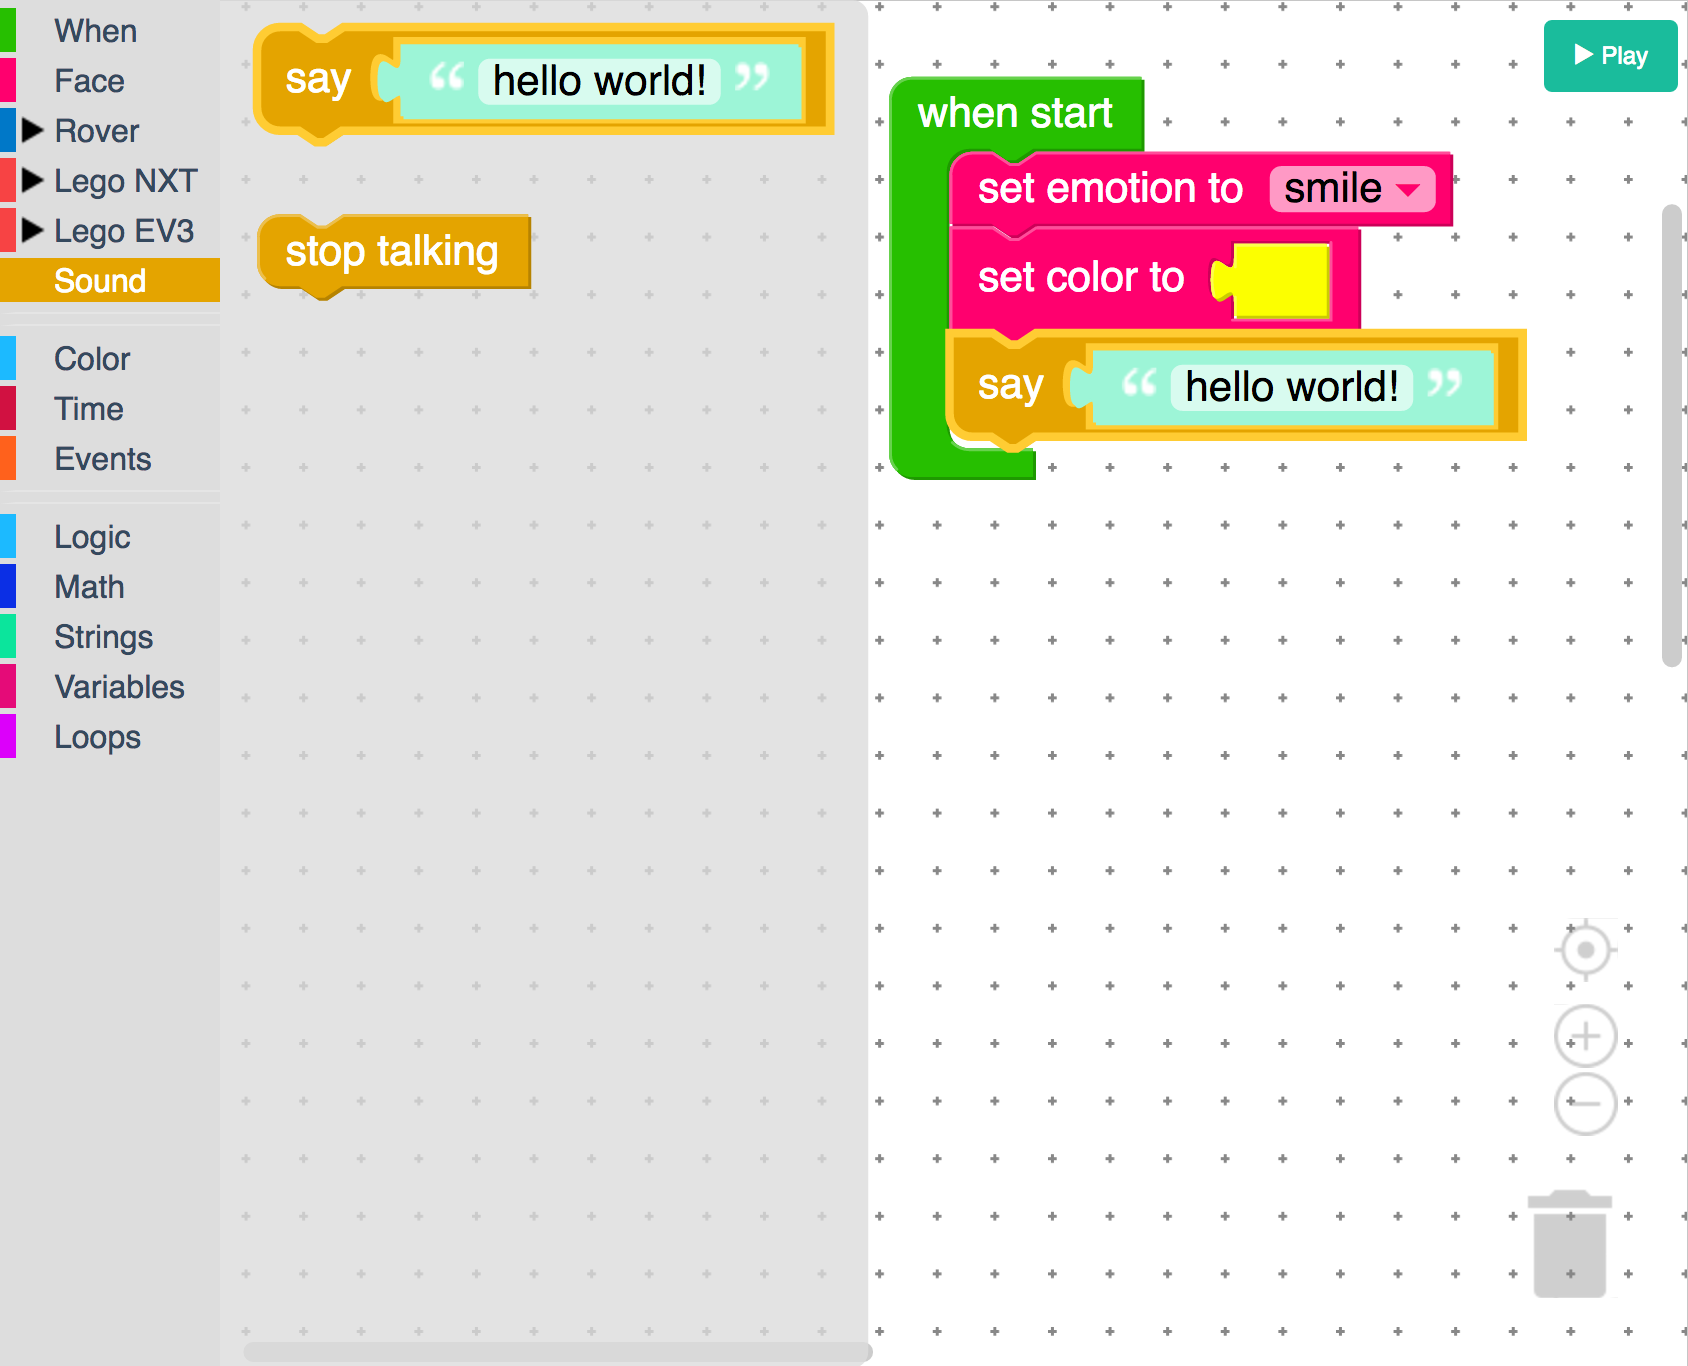 When
Face
Rover
Lego NXT
Lego EV3
Sound
Color
Time
Events
Logic
Math
Strings
Variables
Loops
say “ hello world! ”
stop talking
when start
set emotion to smile
set color to
say “ hello world! ”
Play